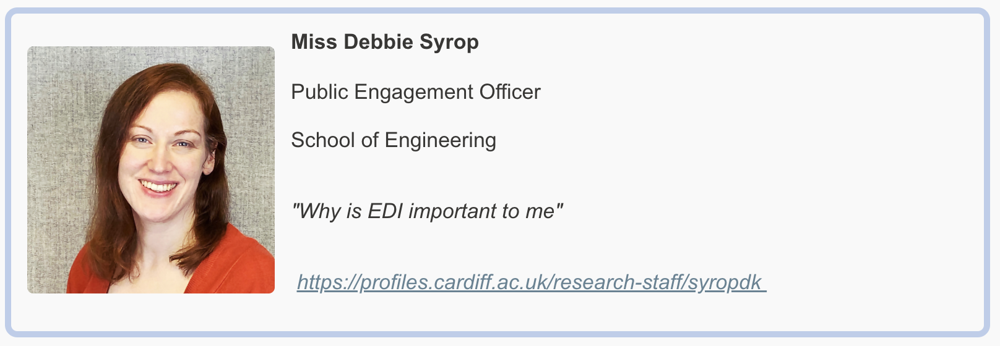 Miss Debbie Syrop
Public Engagement Officer
School of Engineering
"Why is EDI important to me"
https://profiles.cardiff.ac.uk/research-staff/syropdk